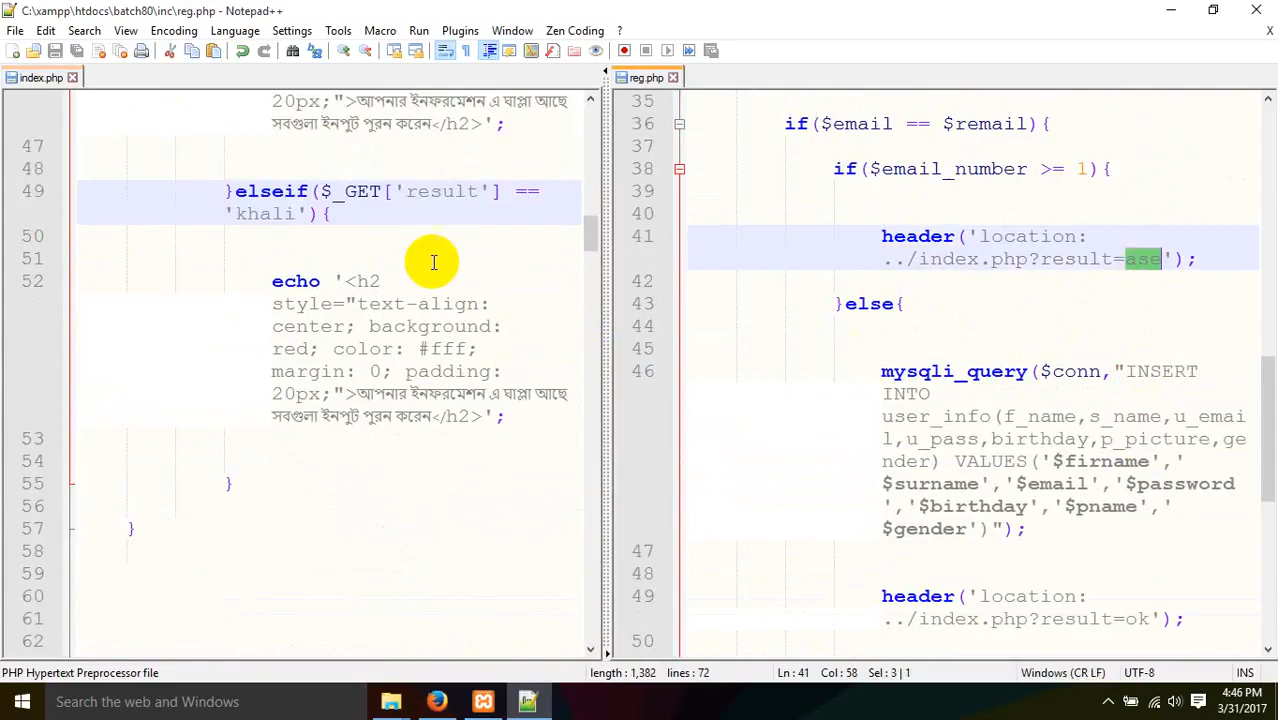 C:\xampp\htdocs\batch80\inc\reg.php - Notepad++
File Edit Search View Encoding Language Settings Macro Run Plugins Window Zen Coding ? X
index.php
20px;">আপনার ইনফরমেশন এ ঘাপ্লা আছে
সবগুলা ইনপুট পুরন করেন</h2>';
47
48
49 }elseif($_GET['result'] ==
'khali'){
50
51
52 echo '<h2
style="text-align:
center; background:
red; color: #fff;
margin: 0; padding:
20px;">আপনার ইনফরমেশন এ ঘাপ্লা আছে
সবগুলা ইনপুট পুরন করেন</h2>';
53
54
55 }
56
57 }
58
59
60
61
62
reg.php
35
36 if($email == $remail){
37
38 if($email_number >= 1){
39
40
41 header('location:
../index.php?result=ase');
42
43 }else{
44
45
46 mysqli_query($conn,"INSERT
INTO
user_info(f_name,s_name,u_emai
l,u_pass,birthday,p_picture,ge
nder) VALUES('$firname','
$surname','$email','$password
','$birthday','$pname','
$gender')");
47
48
49 header('location:
../index.php?result=ok');
50
PHP Hypertext Preprocessor file length : 1,382 lines : 72 Ln : 41 Col : 58 Sel : 3 | 1 Windows (CR LF) UTF-8 INS
Search the web and Windows
4:46 PM
3/31/2017